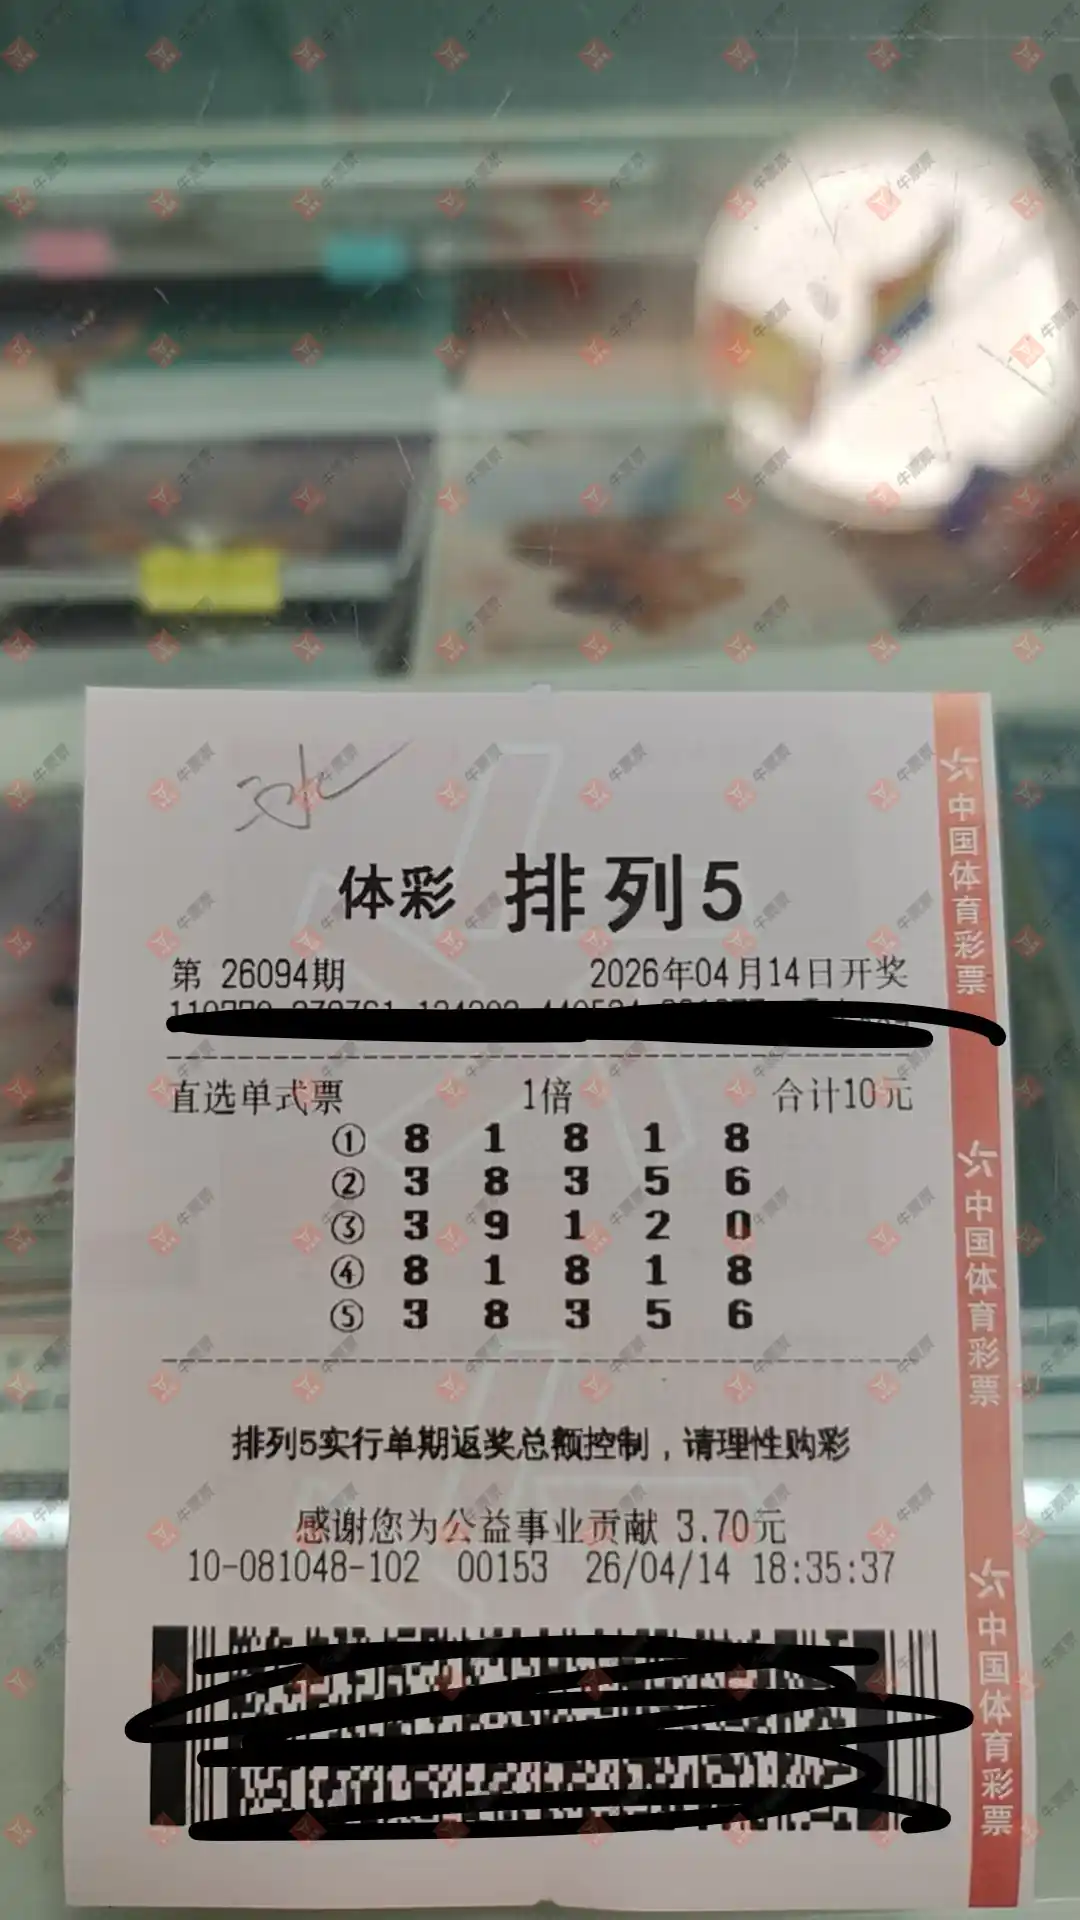 体彩 排列5
第 26094期 2026年04月14日开奖
直选单式票 1倍 合计10元
① 8 1 8 1 8
② 3 8 3 5 6
③ 3 9 1 2 0
④ 8 1 8 1 8
⑤ 3 8 3 5 6
排列5实行单期返奖总额控制，请理性购彩
感谢您为公益事业贡献 3.70元
10-081048-102 00153 26/04/14 18:35:37
中国体育彩票
中国体育彩票
中国体育彩票
牛票票